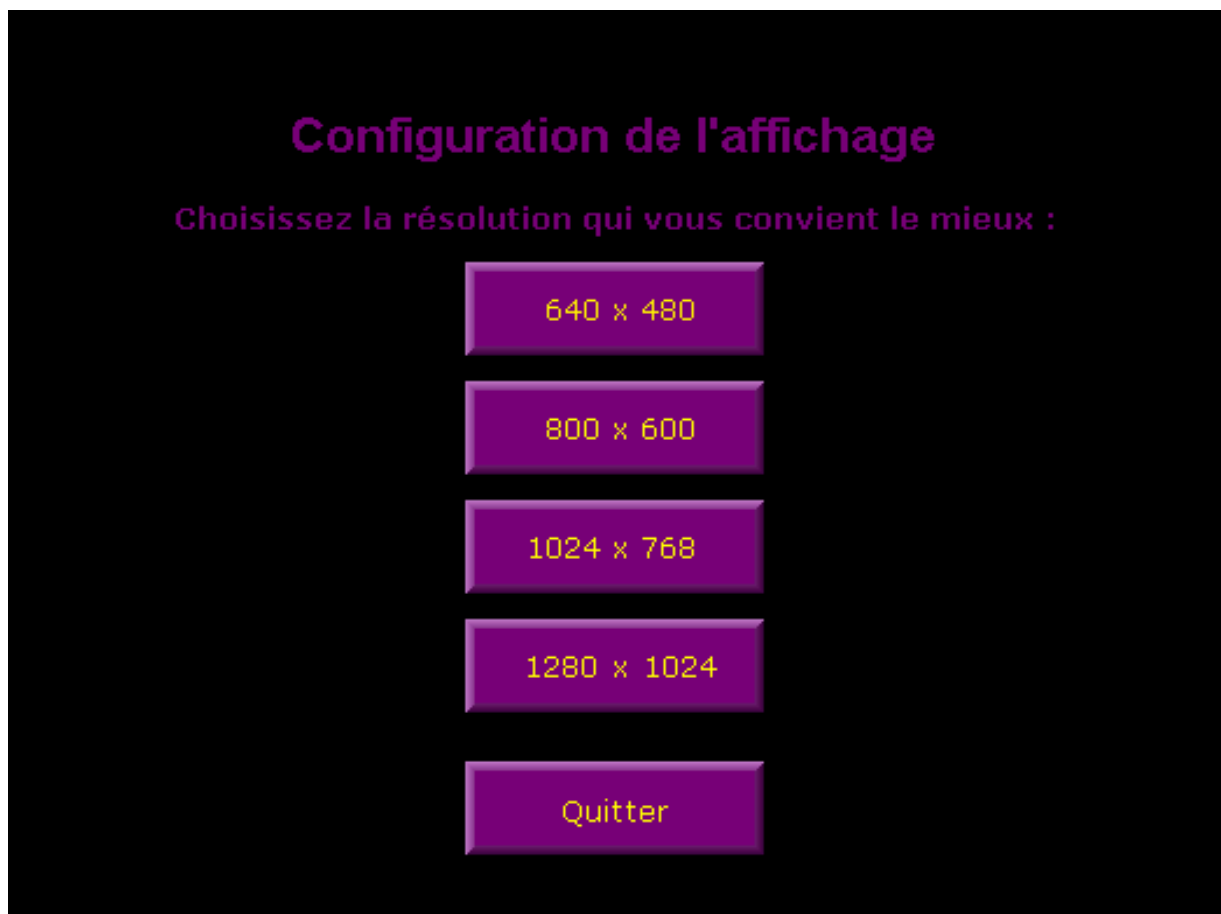 Configuration de l'affichage
Choisissez la résolution qui vous convient le mieux :
640 x 480
800 x 600
1024 x 768
1280 x 1024
Quitter